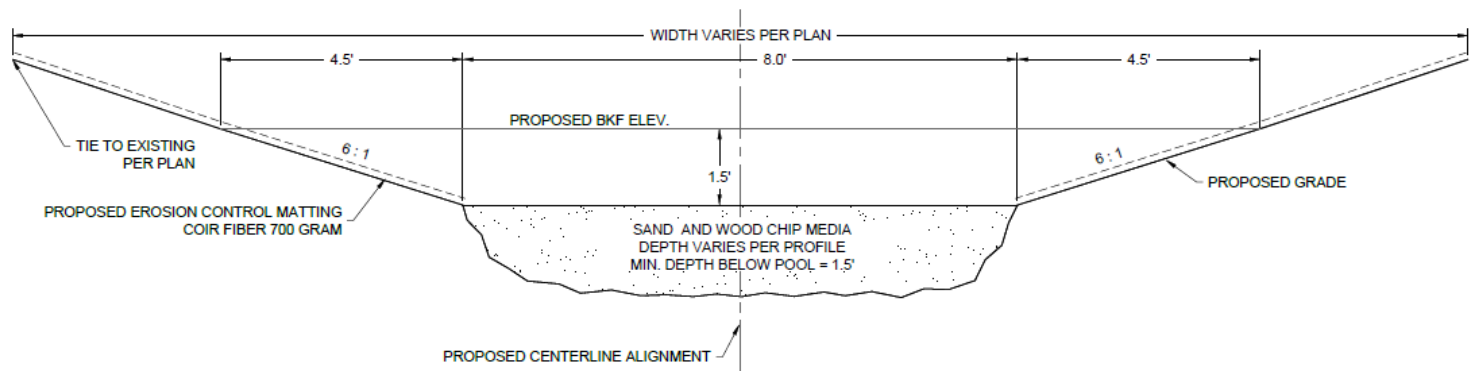 WIDTH VARIES PER PLAN
4.5'
8.0'
4.5'
PROPOSED BKF ELEV.
TIE TO EXISTING
PER PLAN
6 : 1
1.5'
6:1
PROPOSED GRADE
PROPOSED EROSION CONTROL MATTING
COIR FIBER 700 GRAM
SAND AND WOOD CHIP MEDIA
DEPTH VARIES PER PROFILE
MIN. DEPTH BELOW POOL = 1.5'
PROPOSED CENTERLINE ALIGNMENT